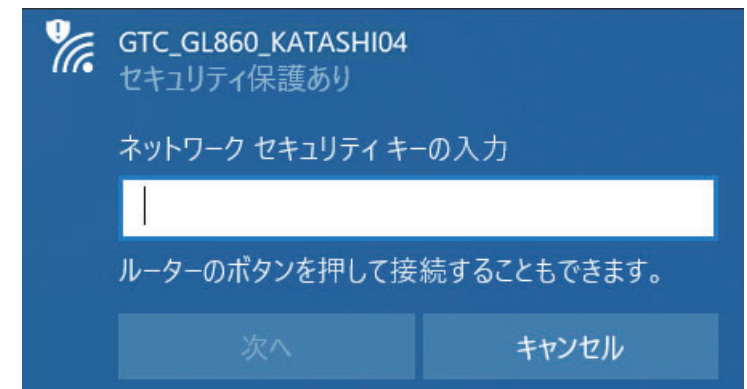 GTC_GL860_KATASHI04
セキュリティ保護あり
ネットワーク セキュリティ キーの入力
ルーターのボタンを押して接続することもできます。
次へ
キャンセル